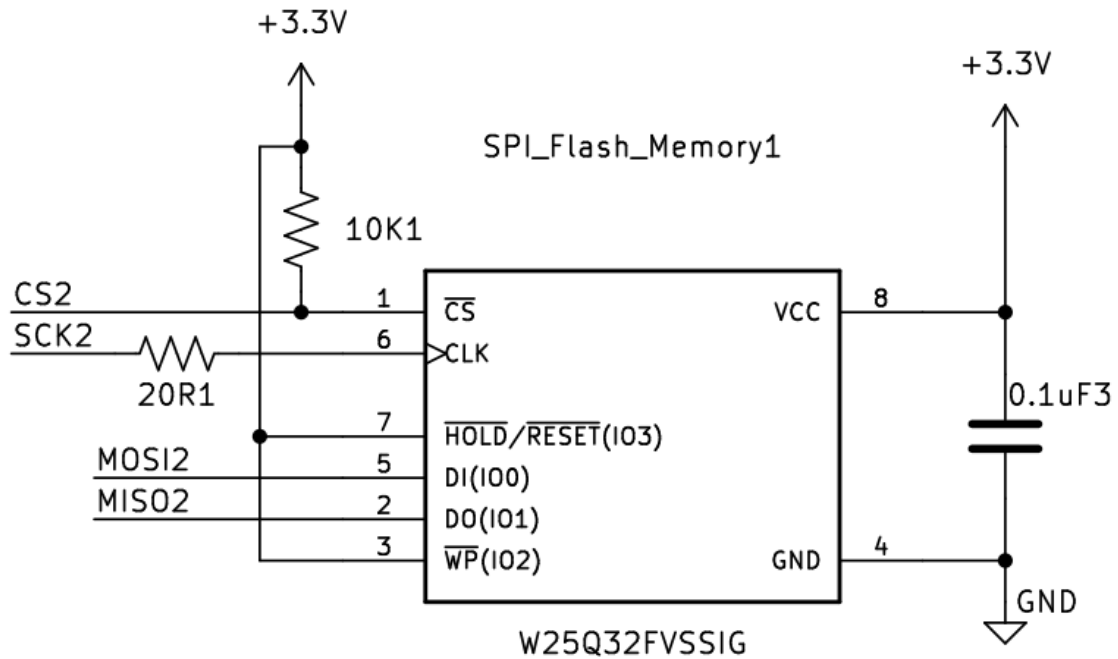 +3.3V
+3.3V
SPI_Flash_Memory1
10K1
CS2
1
CS
VCC
8
SCK2
6
CLK
20R1
0.1uF3
7
HOLD/RESET(IO3)
MOSI2
5
DI(IO0)
MISO2
2
DO(IO1)
3
WP(IO2)
GND
4
GND
W25Q32FVSSIG